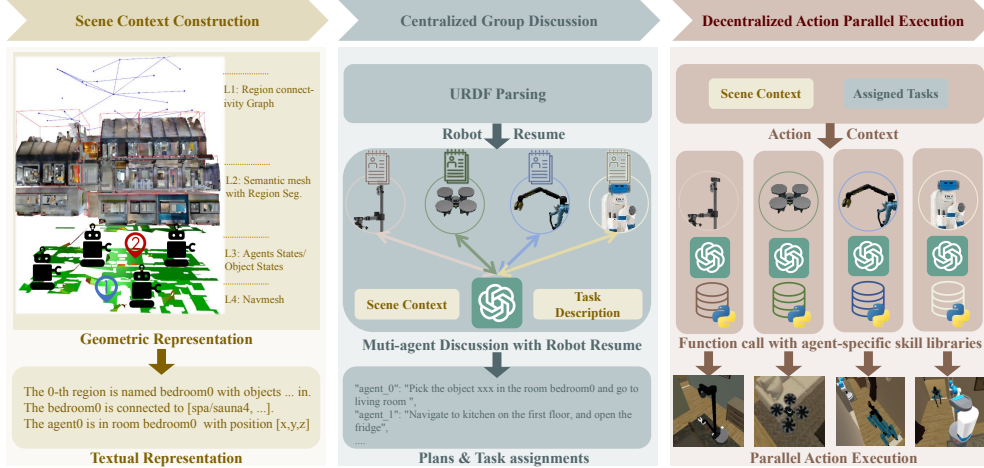 Scene Context Construction
L1: Region connect-
ivity Graph
L2: Semantic mesh
with Region Seg.
2
L3: Agents States/
Object States
1
L4: Navmesh
Geometric Representation
The 0-th region is named bedroom0 with objects ... in.
The bedroom0 is connected to [spa/sauna4, ...].
The agent0 is in room bedroom0 with position [x,y,z]
Textual Representation
Centralized Group Discussion
URDF Parsing
Robot Resume
Scene Context
Task
Description
Muti-agent Discussion with Robot Resume
"agent_0": "Pick the object xxx in the room bedroom0 and go to
living room ",
"agent_1": "Navigate to kitchen on the first floor, and open the
fridge",
....
Plans & Task assignments
Decentralized Action Parallel Execution
Scene Context
Assigned Tasks
Action Context
Function call with agent-specific skill libraries
Parallel Action Execution